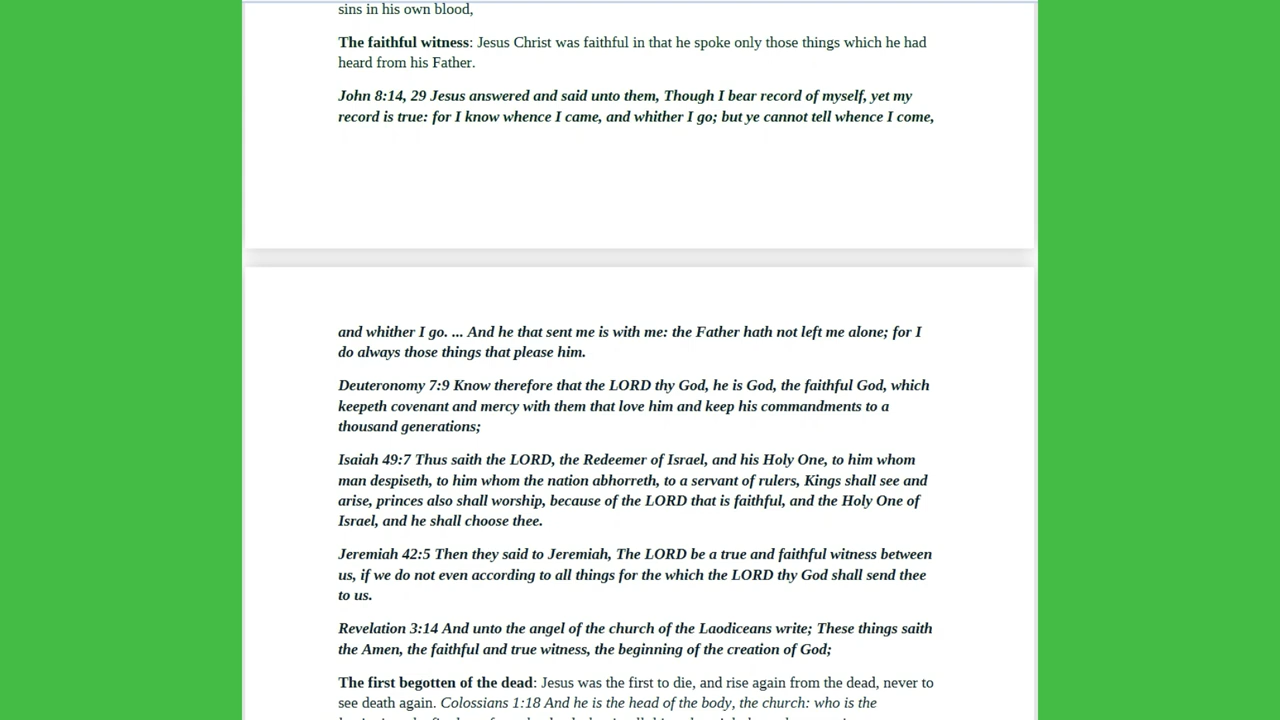 sins in his own blood,
The faithful witness: Jesus Christ was faithful in that he spoke only those things which he had
heard from his Father.
John 8:14, 29 Jesus answered and said unto them, Though I bear record of myself, yet my
record is true: for I know whence I came, and whither I go; but ye cannot tell whence I come,
and whither I go. ... And he that sent me is with me: the Father hath not left me alone; for I
do always those things that please him.
Deuteronomy 7:9 Know therefore that the LORD thy God, he is God, the faithful God, which
keepeth covenant and mercy with them that love him and keep his commandments to a
thousand generations;
Isaiah 49:7 Thus saith the LORD, the Redeemer of Israel, and his Holy One, to him whom
man despiseth, to him whom the nation abhorreth, to a servant of rulers, Kings shall see and
arise, princes also shall worship, because of the LORD that is faithful, and the Holy One of
Israel, and he shall choose thee.
Jeremiah 42:5 Then they said to Jeremiah, The LORD be a true and faithful witness between
us, if we do not even according to all things for the which the LORD thy God shall send thee
to us.
Revelation 3:14 And unto the angel of the church of the Laodiceans write; These things saith
the Amen, the faithful and true witness, the beginning of the creation of God;
The first begotten of the dead: Jesus was the first to die, and rise again from the dead, never to
see death again. Colossians 1:18 And he is the head of the body, the church: who is the